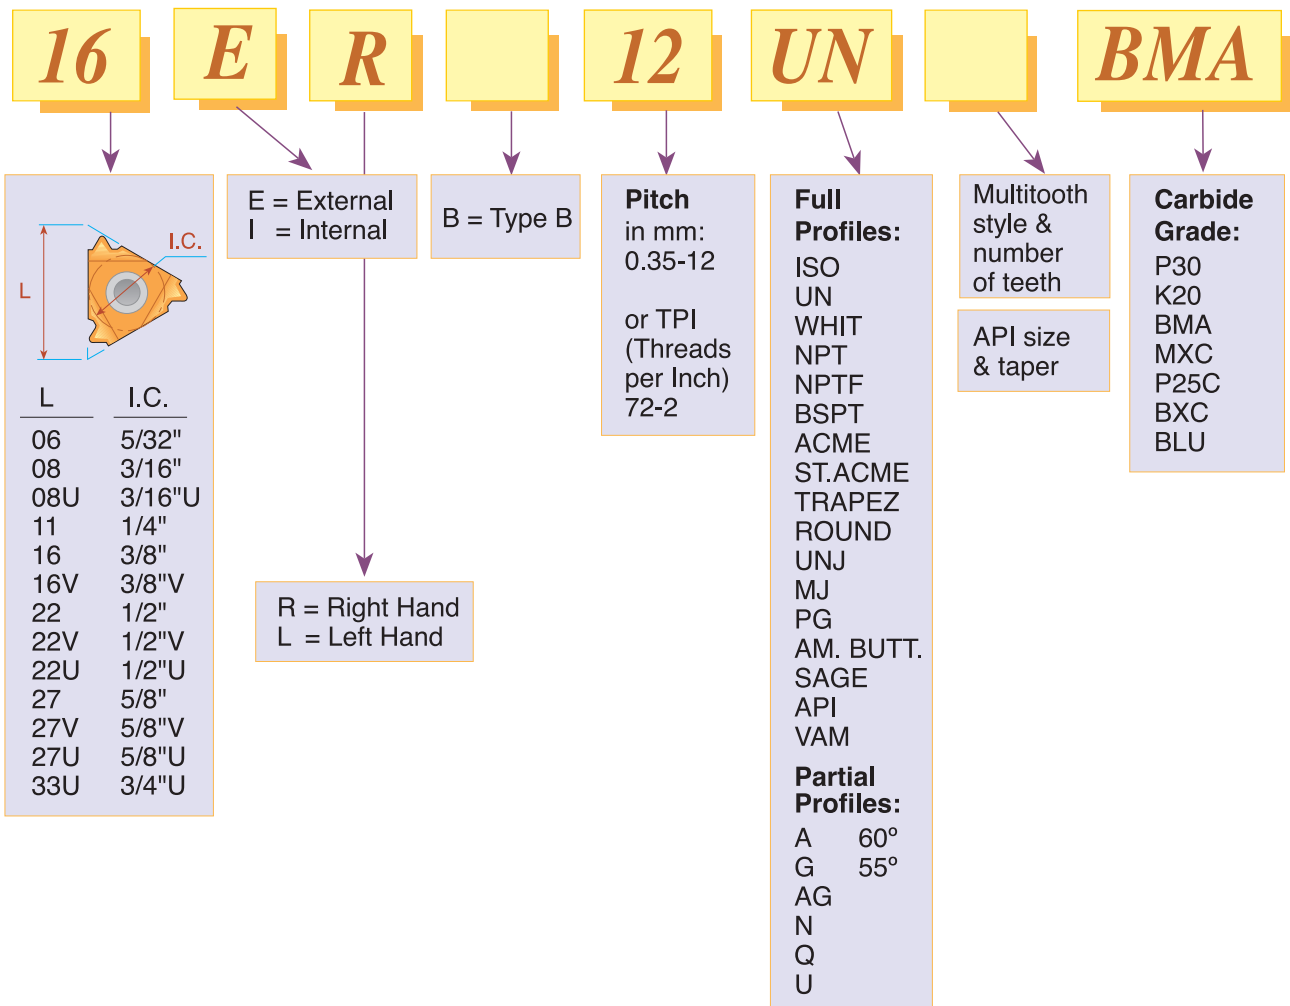 16 E R 12 UN BMA
I.C.
L
L I.C.
06 5/32"
08 3/16"
08U 3/16"U
11 1/4"
16 3/8"
16V 3/8"V
22 1/2"
22V 1/2"V
22U 1/2"U
27 5/8"
27V 5/8"V
27U 5/8"U
33U 3/4"U
E = External
I = Internal
R = Right Hand
L = Left Hand
B = Type B
Pitch
in mm:
0.35-12
or TPI
(Threads
per Inch)
72-2
Full
Profiles:
ISO
UN
WHIT
NPT
NPTF
BSPT
ACME
ST.ACME
TRAPEZ
ROUND
UNJ
MJ
PG
AM. BUTT.
SAGE
API
VAM
Partial
Profiles:
A 60º
G 55º
AG
N
Q
U
Multitooth
style &
number
of teeth
API size
& taper
Carbide
Grade:
P30
K20
BMA
MXC
P25C
BXC
BLU